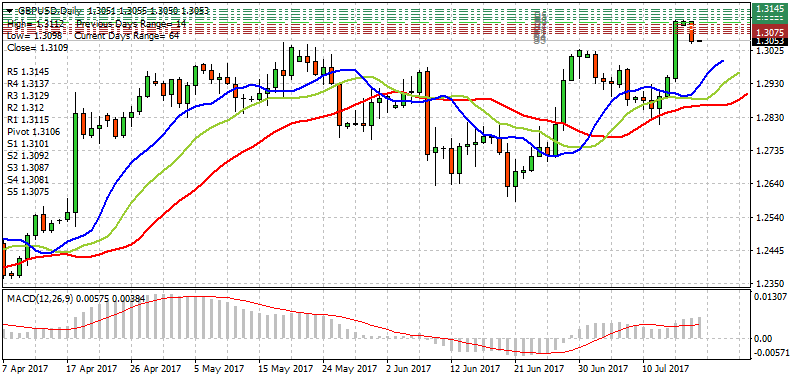 GBPUSD,Daily 1.3051 1.3055 1.3050 1.3053
High= 1.3112 Previous Days Range= 14
Low= 1.3098 Current Days Range= 64
Close= 1.3109
R5 1.3145
R4 1.3137
R3 1.3129
R2 1.312
R1 1.3115
Pivot 1.3106
S1 1.3101
S2 1.3092
S3 1.3087
S4 1.3081
S5 1.3075
1.3145
1.3075
1.3053
1.3025
1.2930
1.2830
1.2735
1.2640
1.2540
1.2445
1.2350
MACD(12,26,9) 0.00575 0.00384
0.01307
0.00
-0.00571
7 Apr 2017 17 Apr 2017 26 Apr 2017 5 May 2017 15 May 2017 24 May 2017 2 Jun 2017 12 Jun 2017 21 Jun 2017 30 Jun 2017 10 Jul 2017